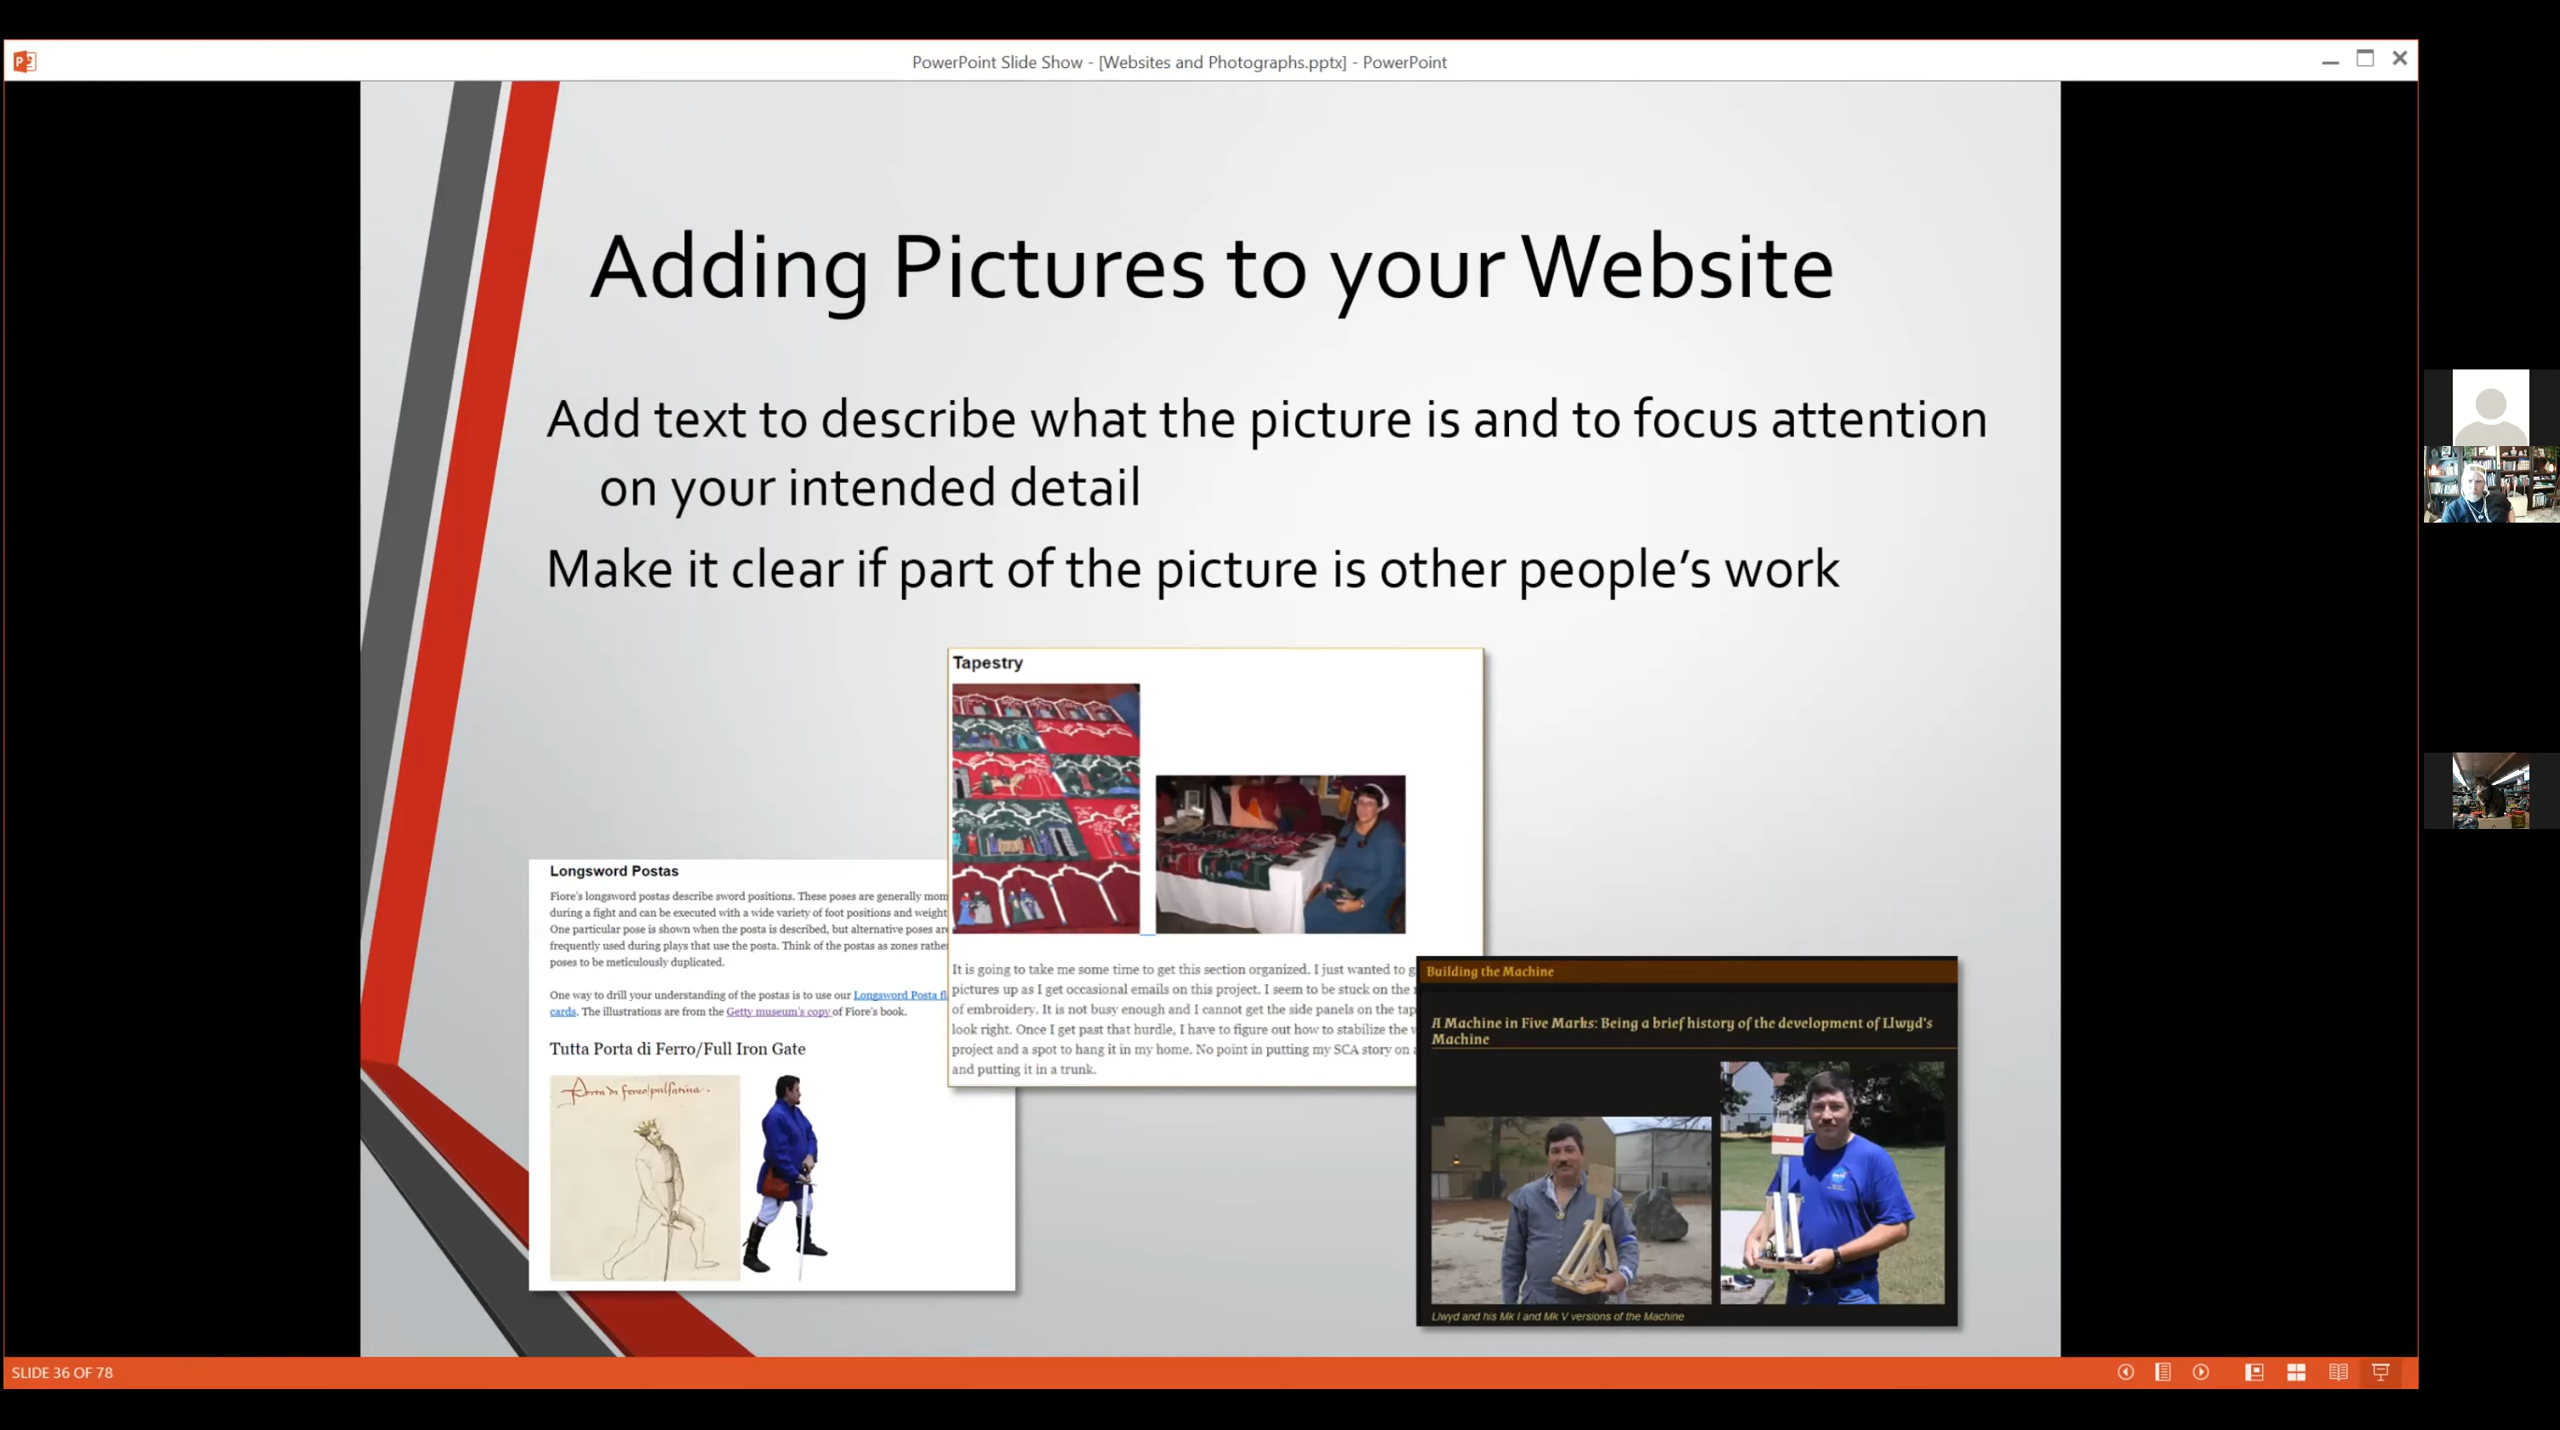 PowerPoint Slide Show - [Websites and Photographs.pptx] - PowerPoint
Adding Pictures to your Website
Add text to describe what the picture is and to focus attention
on your intended detail
Make it clear if part of the picture is other people's work
Longsword Postas
Fiore's longsword postas describe sword positions. These poses are generally mom
during a fight and can be executed with a wide variety of foot positions and weight
One particular pose is shown when the posta is described, but alternative poses are
frequently used during plays that use the posta. Think of the postas as zones rathe
poses to be meticulously duplicated.
One way to drill your understanding of the postas is to use our Longsword Posta fl
cards. The illustrations are from the Getty museum's copy of Fiore's book.
Tutta Porta di Ferro/Full Iron Gate
Tapestry
It is going to take me some time to get this section organized. I just wanted to g
pictures up as I get occasional emails on this project. I seem to be stuck on the
of embroidery. It is not busy enough and I cannot get the side panels on the tap
look right. Once I get past that hurdle, I have to figure out how to stabilize the
project and a spot to hang it in my home. No point in putting my SCA story on
and putting it in a trunk.
Building the Machine
A Machine in Five Marks: Being a brief history of the development of Llwyd's
Machine
Llwyd and his Mk I and Mk V versions of the Machine
SLIDE 36 OF 78